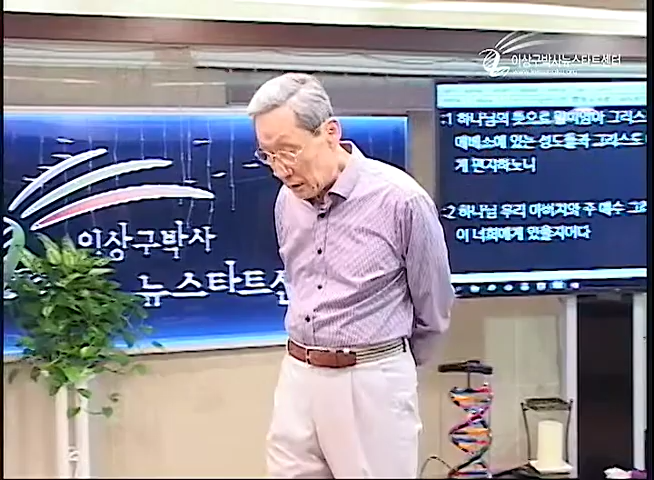 이상구박사뉴스타트센터
:1 하나님의 뜻으로 말미암아 그리스
에베소에 있는 성도들과 그리스도
게 편지하노니
:2 하나님 우리 아버지와 주 예수 그
이 너희에게 있을지어다
이상구박사
뉴스타트센